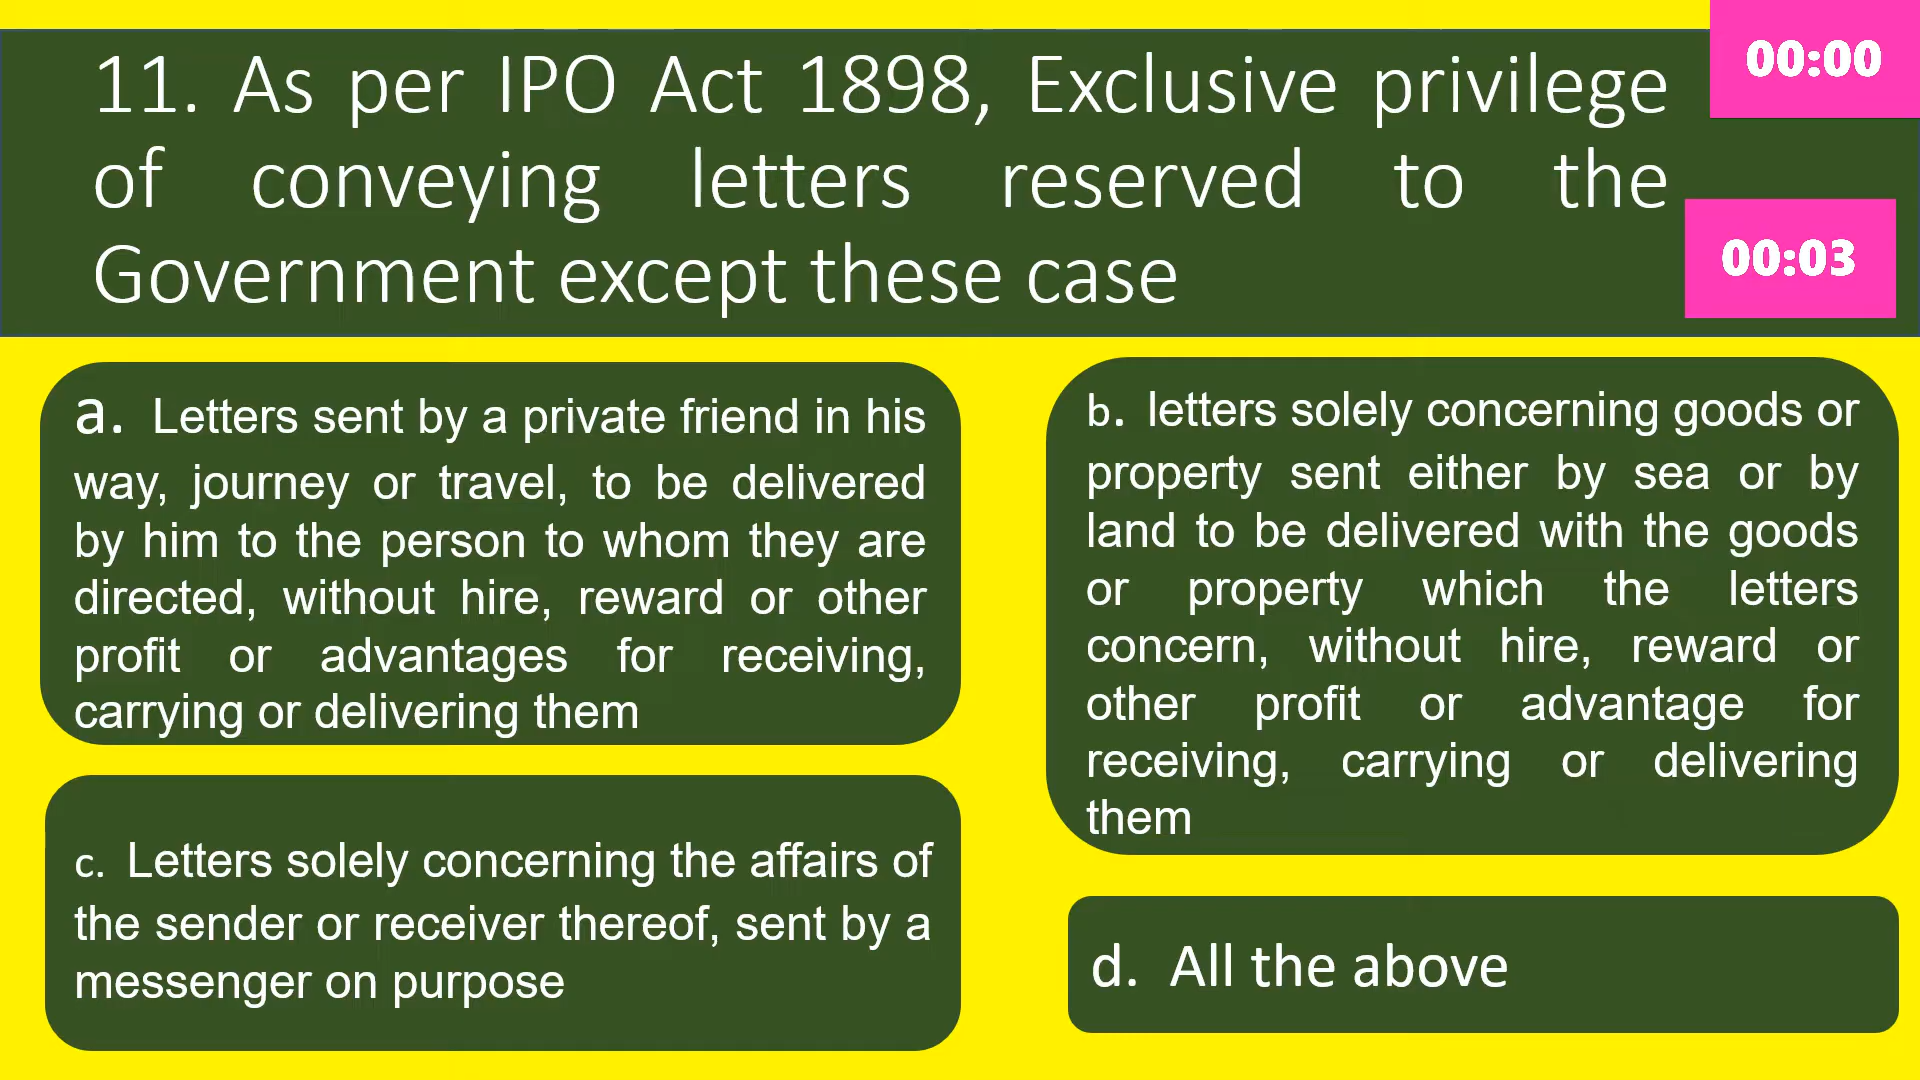 00:00
11. As per IPO Act 1898, Exclusive privilege
of conveying letters reserved to the
Government except these case
00:03
a. Letters sent by a private friend in his
way, journey or travel, to be delivered
by him to the person to whom they are
directed, without hire, reward or other
profit or advantages for receiving,
carrying or delivering them
b. letters solely concerning goods or
property sent either by sea or by
land to be delivered with the goods
or property which the letters
concern, without hire, reward or
other profit or advantage for
receiving, carrying or delivering
them
c. Letters solely concerning the affairs of
the sender or receiver thereof, sent by a
messenger on purpose
d. All the above